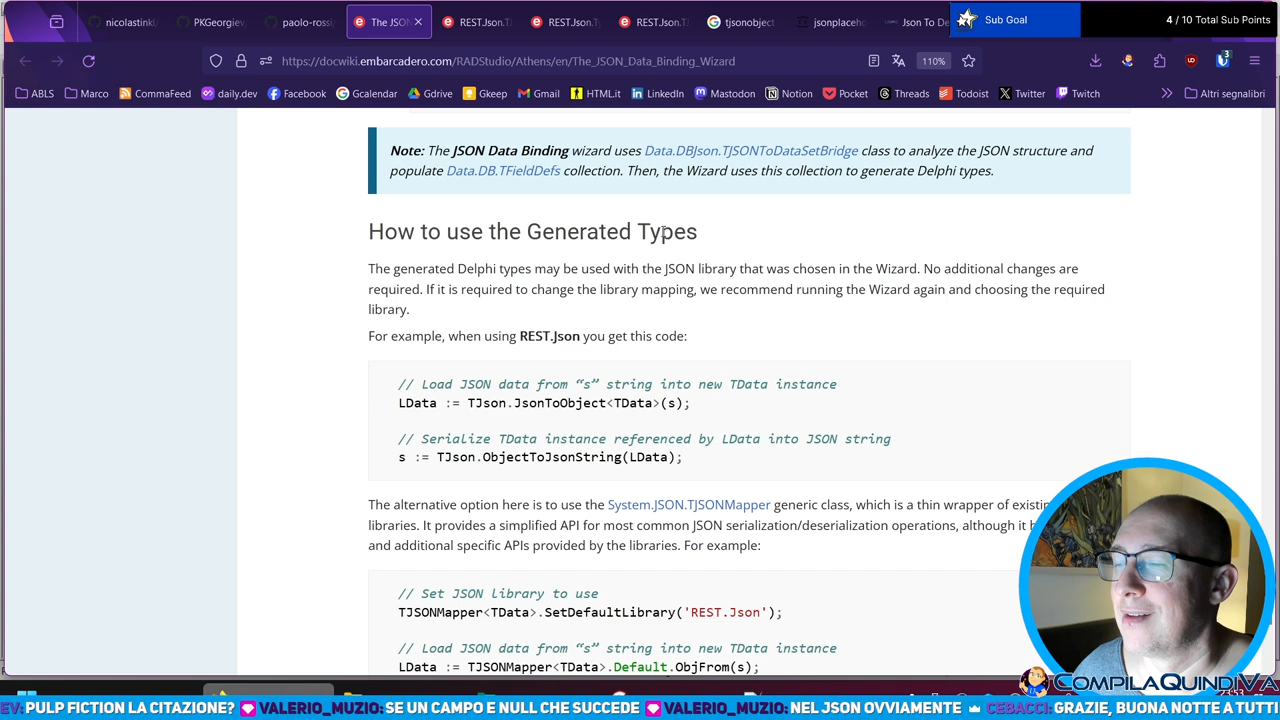 nicolastinkl
PKGeorgiev
paolo-rossi
The JSON
REST.Json.T
REST.Json.T
REST.Json.T
tjsonobject
jsonplaceho
Json To De
Sub Goal
4 / 10 Total Sub Points
https://docwiki.embarcadero.com/RADStudio/Athens/en/The_JSON_Data_Binding_Wizard
110%
3
ABLS
Marco
CommaFeed
daily.dev
Facebook
Gcalendar
Gdrive
Gkeep
Gmail
HTML.it
LinkedIn
Mastodon
Notion
Pocket
Threads
Todoist
Twitter
Twitch
Altri segnalibri
Note: The JSON Data Binding wizard uses Data.DBJson.TJSONToDataSetBridge class to analyze the JSON structure and
populate Data.DB.TFieldDefs collection. Then, the Wizard uses this collection to generate Delphi types.
How to use the Generated Types
The generated Delphi types may be used with the JSON library that was chosen in the Wizard. No additional changes are
required. If it is required to change the library mapping, we recommend running the Wizard again and choosing the required
library.
For example, when using REST.Json you get this code:
// Load JSON data from “s” string into new TData instance
LData := TJson.JsonToObject<TData>(s);
// Serialize TData instance referenced by LData into JSON string
s := TJson.ObjectToJsonString(LData);
The alternative option here is to use the System.JSON.TJSONMapper generic class, which is a thin wrapper of existing
libraries. It provides a simplified API for most common JSON serialization/deserialization operations, although it
and additional specific APIs provided by the libraries. For example:
// Set JSON library to use
TJSONMapper<TData>.SetDefaultLibrary('REST.Json');
// Load JSON data from “s” string into new TData instance
LData := TJSONMapper<TData>.Default.ObjFrom(s);
COMPILAQUINDIVA
EV: PULP FICTION LA CITAZIONE? VALERIO_MUZIO: SE UN CAMPO E NULL CHE SUCCEDE VALERIO_MUZIO: NEL JSON OVVIAMENTE CEBACCI: GRAZIE, BUONA NOTTE A TUTTI